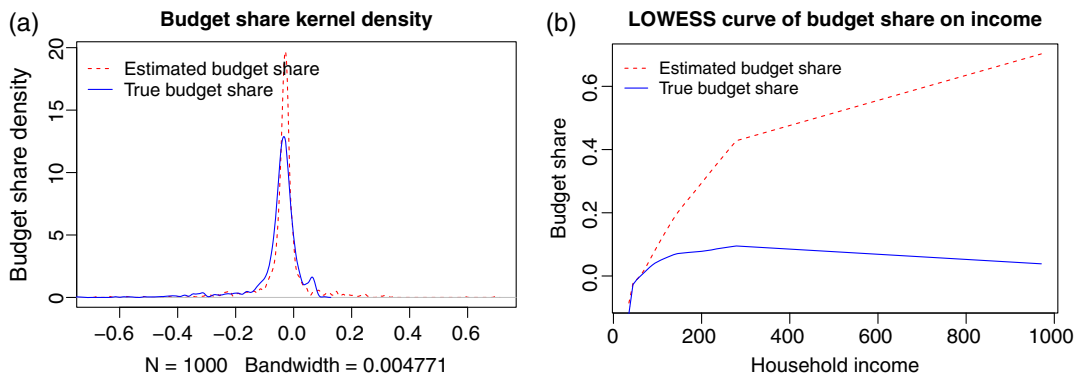 (a)
Budget share kernel density
Budget share density
20
15
10
5
0
Estimated budget share
True budget share
−0.6 −0.4 −0.2 0.0 0.2 0.4 0.6
N = 1000 Bandwidth = 0.004771
(b)
LOWESS curve of budget share on income
Budget share
0.6
0.4
0.2
0.0
Estimated budget share
True budget share
0 200 400 600 800 1000
Household income